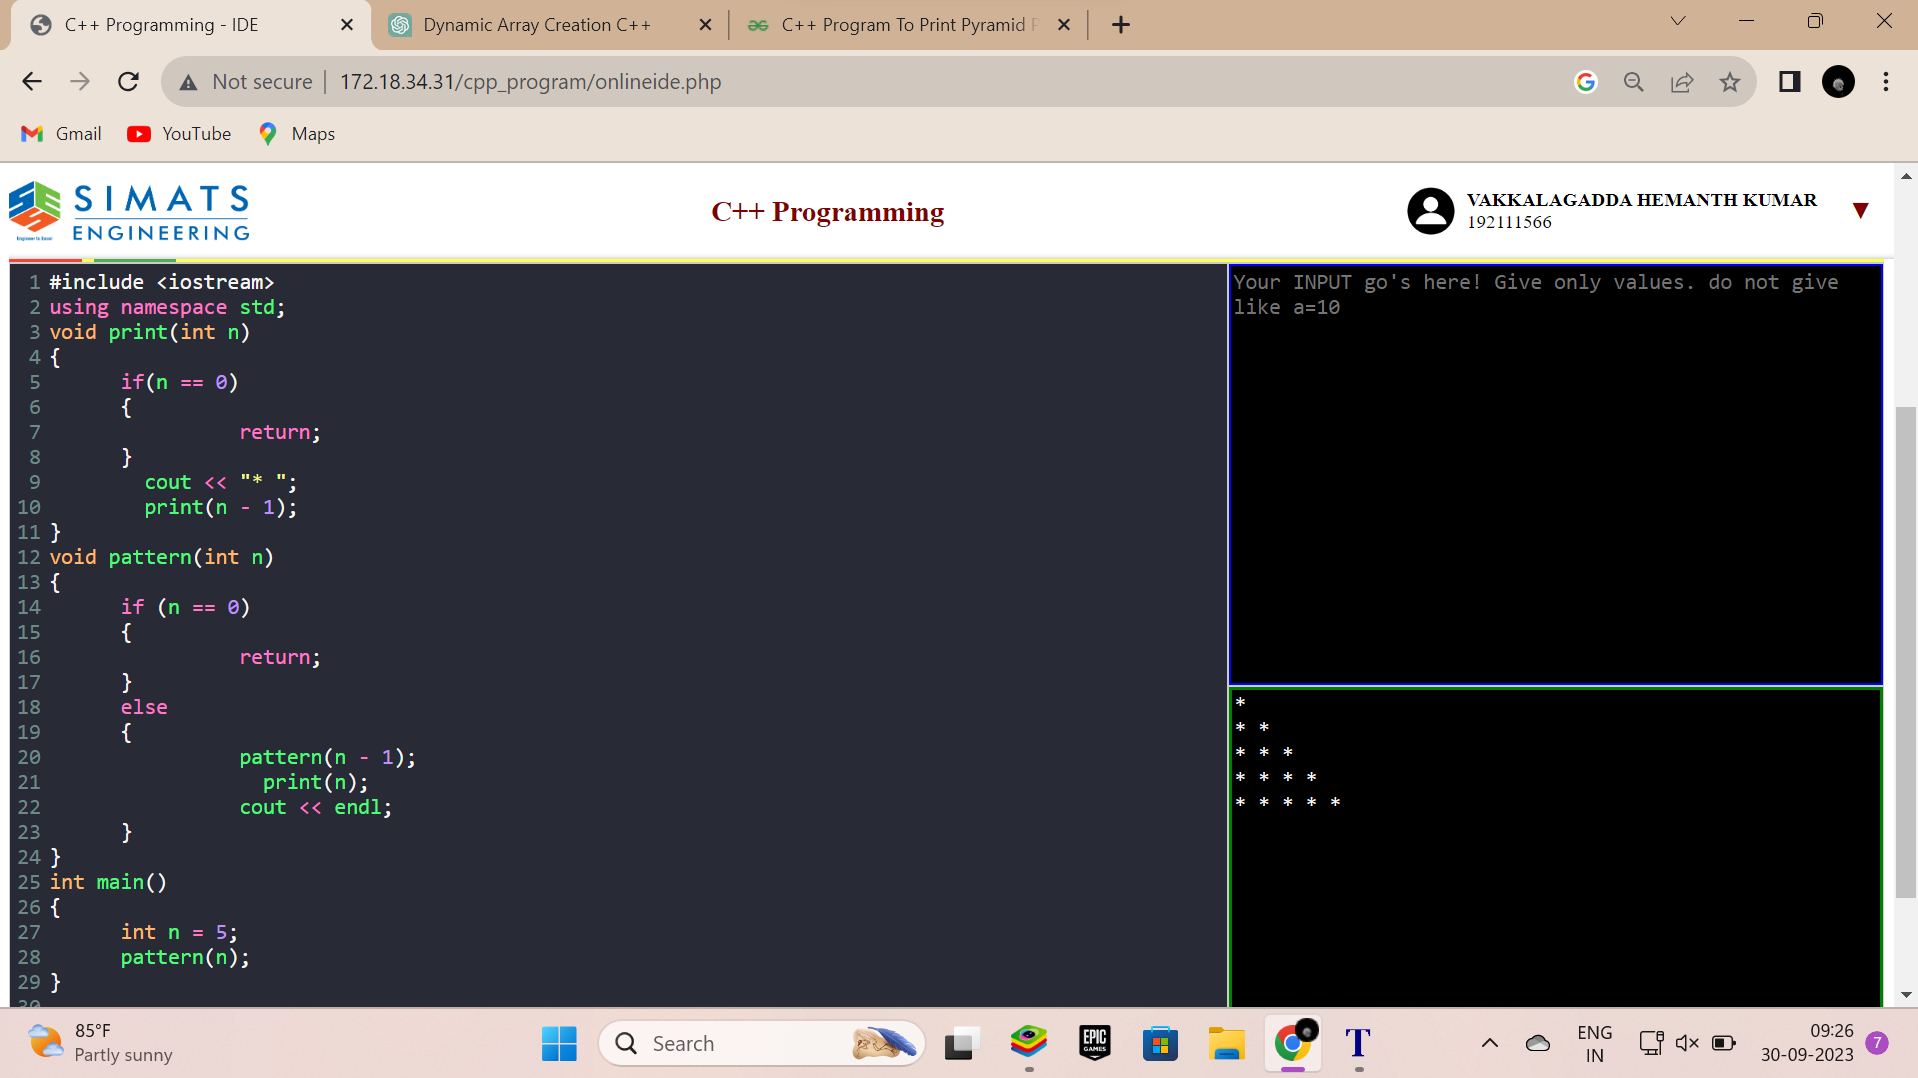 C++ Programming - IDE
Dynamic Array Creation C++
C++ Program To Print Pyramid
Not secure 172.18.34.31/cpp_program/onlineide.php
Gmail YouTube Maps
SIMATS
ENGINEERING
C++ Programming
VAKKALAGADDA HEMANTH KUMAR
192111566
1 #include <iostream>
2 using namespace std;
3 void print(int n)
4 {
5 if(n == 0)
6 {
7 return;
8 }
9 cout << "* ";
10 print(n - 1);
11 }
12 void pattern(int n)
13 {
14 if (n == 0)
15 {
16 return;
17 }
18 else
19 {
20 pattern(n - 1);
21 print(n);
22 cout << endl;
23 }
24 }
25 int main()
26 {
27 int n = 5;
28 pattern(n);
29 }
30
Your INPUT go's here! Give only values. do not give
like a=10
*
* *
* * *
* * * *
* * * * *
85°F
Partly sunny
Search
EPIC
GAMES
T
ENG
IN
09:26
30-09-2023
7